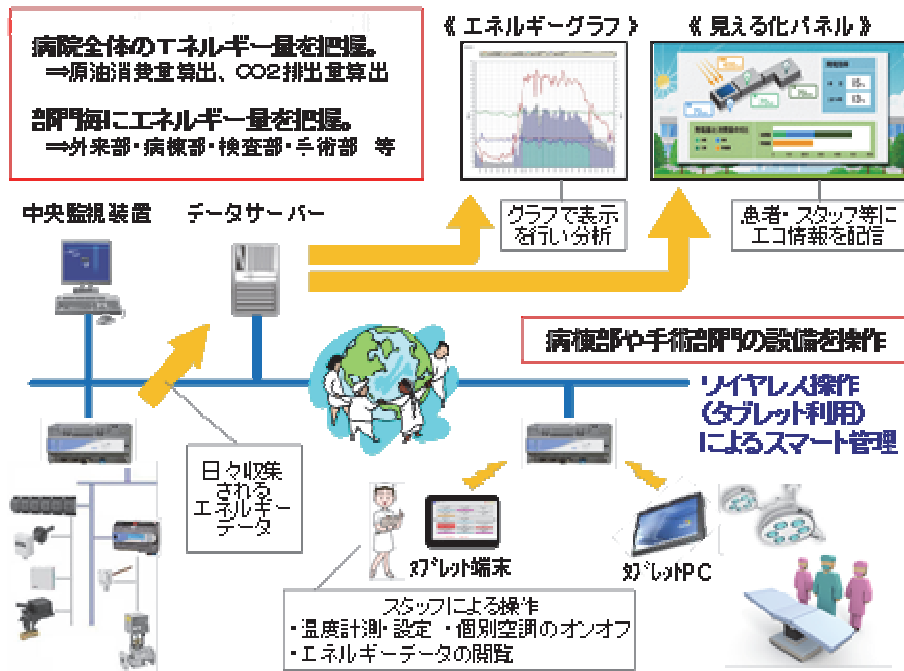 病院全体のエネルギー量を把握。
⇒原油消費量算出、CO2排出量算出
部門毎にエネルギー量を把握。
⇒外来部・病棟部・検査部・手術部 等
《 エネルギーグラフ 》
《 見える化パネル 》
グラフで表示
を行い分析
患者・スタッフ等に
エコ情報を配信
中央監視装置
データサーバー
病棟部や手術部門の設備を操作
ワイヤレス操作
(タブレット利用)
によるスマート管理
日々収集
される
エネルギー
データ
タブレット端末
タブレットPC
スタッフによる操作
・温度計測・設定 ・個別空調のオンオフ
・エネルギーデータの閲覧